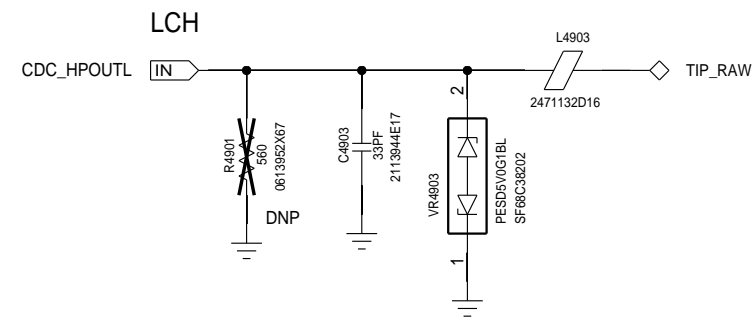 LCH
CDC_HPOUTL
IN
L4903
2471132D16
TIP_RAW
R4901
560
0613952X67
DNP
C4903
33PF
2113944E17
2
VR4903
PESD5V0G1BL
SF68C38202
1